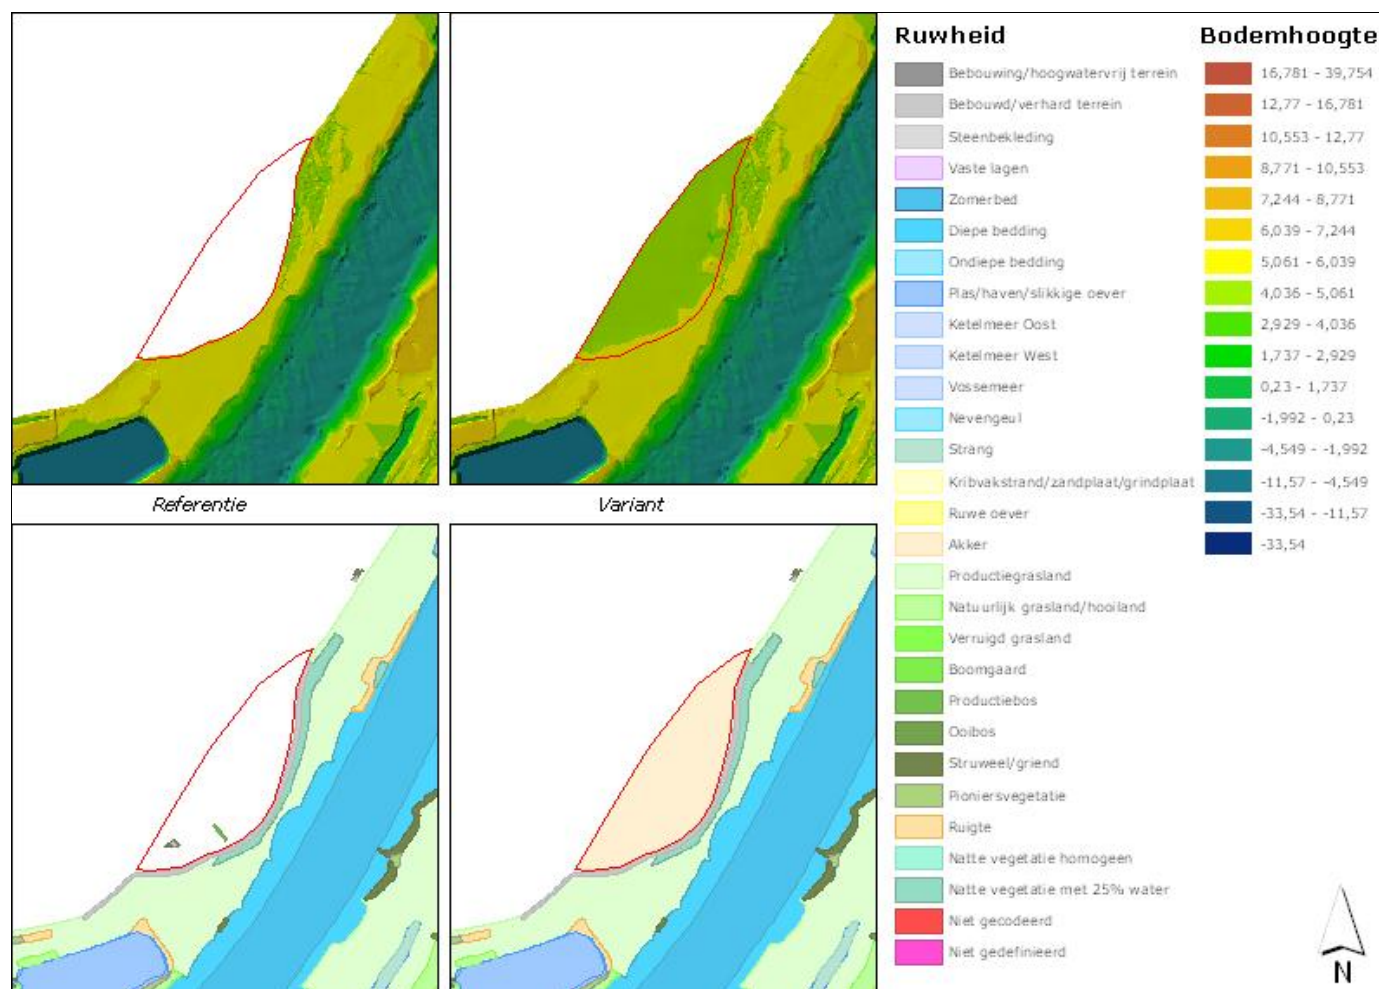 Ruwheid
Bebouwing/hoogwatervrij terrein
Bebouwd/verhard terrein
Steenbekleding
Vaste lagen
Zomerbed
Diepe bedding
Ondiepe bedding
Plas/haven/slikkige oever
Ketelmeer Oost
Ketelmeer West
Vossemeer
Nevengeul
Strang
Kribvakstrand/zandplaat/grindplaat
Ruwe oever
Akker
Productiegrasland
Natuurlijk grasland/hooiland
Verruigd grasland
Boomgaard
Productiebos
Ooibos
Struweel/griend
Pioniersvegetatie
Ruigte
Natte vegetatie homogeen
Natte vegetatie met 25% water
Niet gecodeerd
Niet gedefinieerd
Bodemhoogte
16,781 - 39,754
12,77 - 16,781
10,553 - 12,77
8,771 - 10,553
7,244 - 8,771
6,039 - 7,244
5,061 - 6,039
4,036 - 5,061
2,929 - 4,036
1,737 - 2,929
0,23 - 1,737
-1,992 - 0,23
-4,549 - -1,992
-11,57 - -4,549
-33,54 - -11,57
-33,54
Referentie
Variant
N